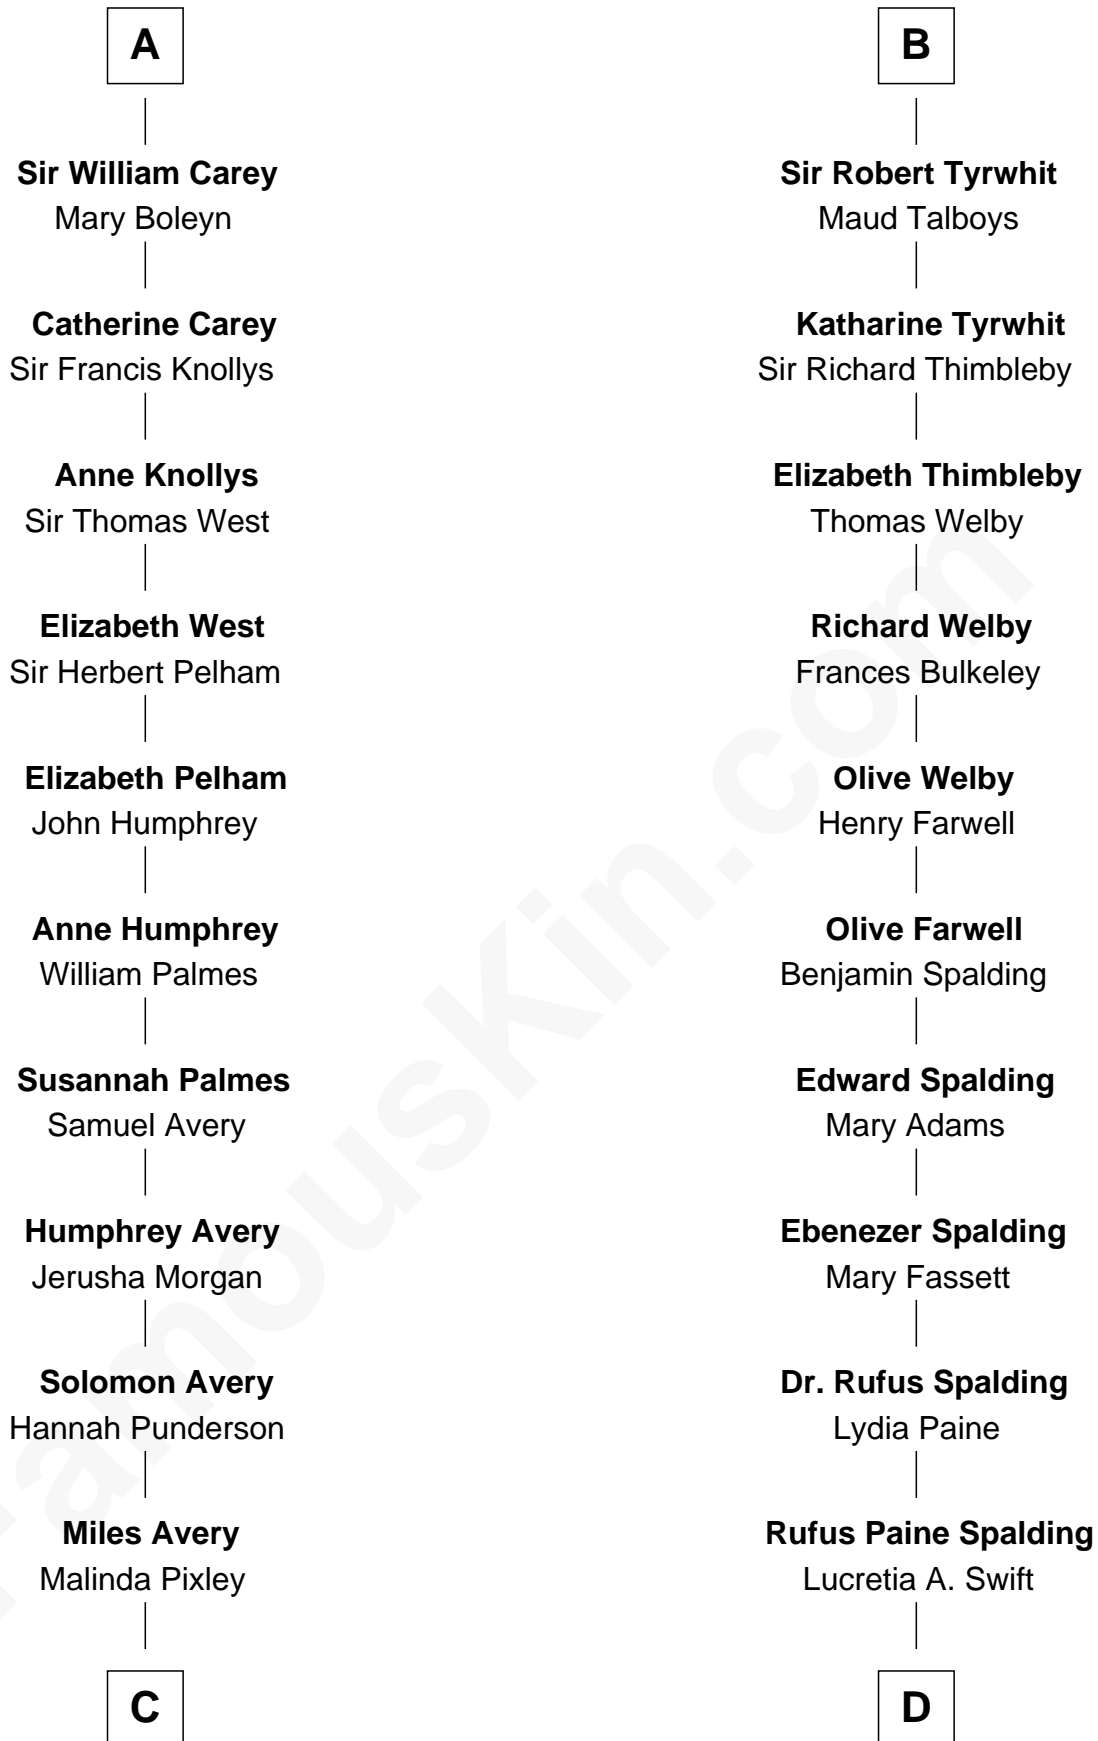 A
Sir William Carey
Mary Boleyn
Catherine Carey
Sir Francis Knollys
Anne Knollys
Sir Thomas West
Elizabeth West
Sir Herbert Pelham
Elizabeth Pelham
John Humphrey
Anne Humphrey
William Palmes
Susannah Palmes
Samuel Avery
Humphrey Avery
Jerusha Morgan
Solomon Avery
Hannah Punderson
Miles Avery
Malinda Pixley
C
B
Sir Robert Tyrwhit
Maud Talboys
Katharine Tyrwhit
Sir Richard Thimbleby
Elizabeth Thimbleby
Thomas Welby
Richard Welby
Frances Bulkeley
Olive Welby
Henry Farwell
Olive Farwell
Benjamin Spalding
Edward Spalding
Mary Adams
Ebenezer Spalding
Mary Fassett
Dr. Rufus Spalding
Lydia Paine
Rufus Paine Spalding
Lucretia A. Swift
D
FamousKin.com